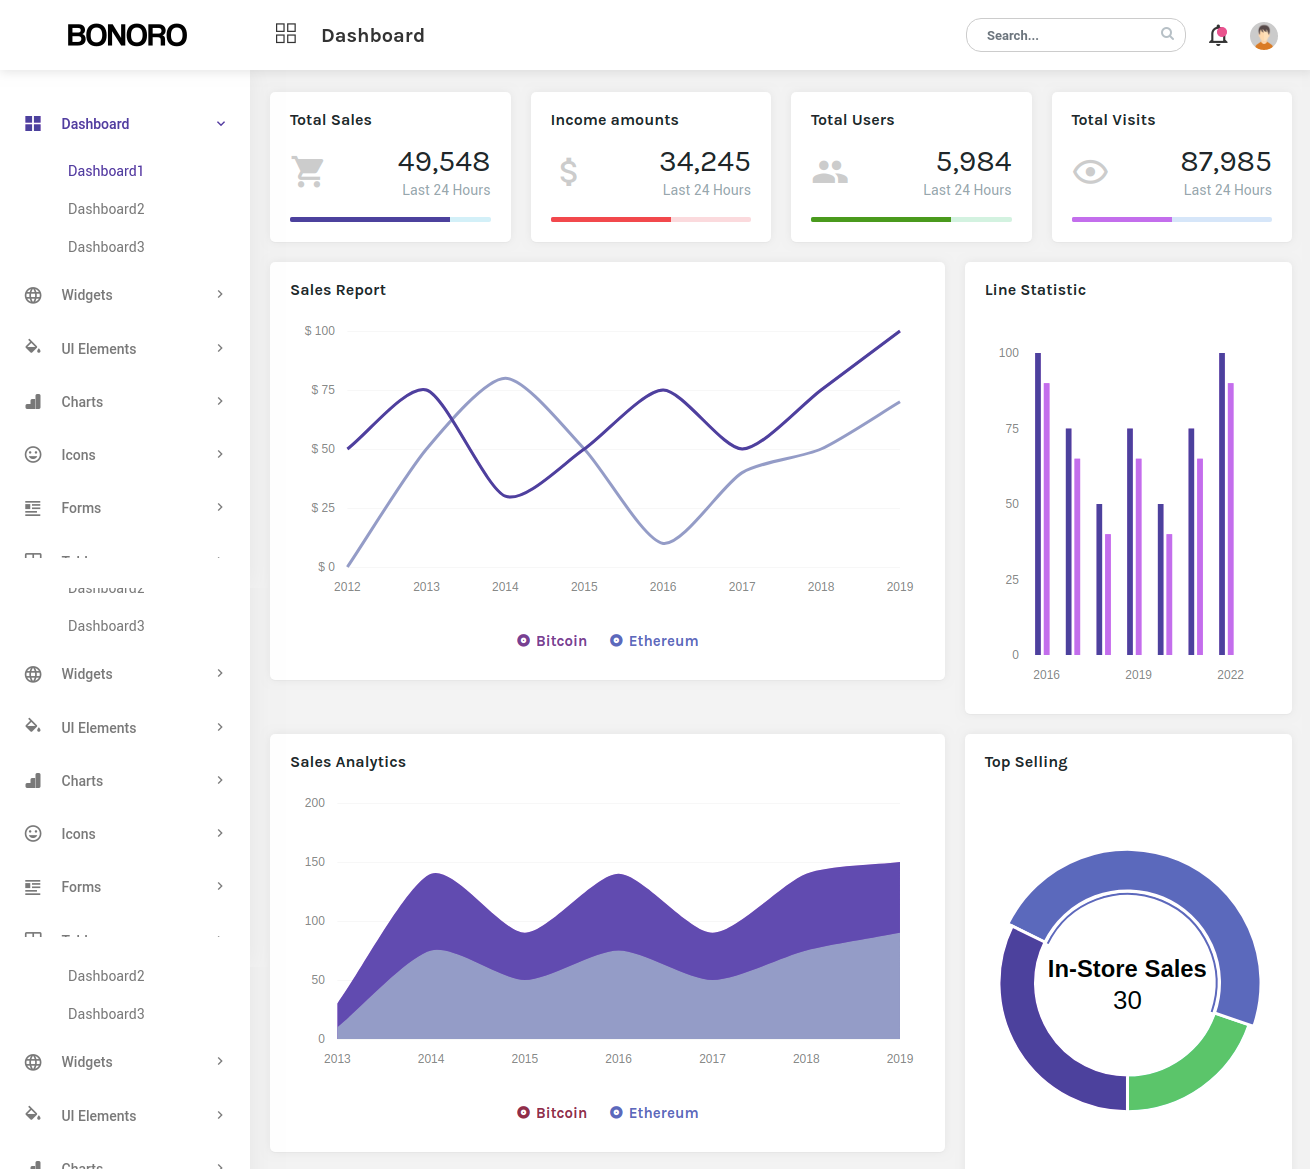 BONORO
Dashboard
Search...
Dashboard
Dashboard1
Dashboard2
Dashboard3
Widgets
UI Elements
Charts
Icons
Forms
Dashboard2
Dashboard3
Widgets
UI Elements
Charts
Icons
Forms
Dashboard2
Dashboard3
Widgets
UI Elements
Charts
Total Sales
49,548
Last 24 Hours
Income amounts
34,245
Last 24 Hours
Total Users
5,984
Last 24 Hours
Total Visits
87,985
Last 24 Hours
Sales Report
$ 100
$ 75
$ 50
$ 25
$ 0
2012 2013 2014 2015 2016 2017 2018 2019
Bitcoin Ethereum
Line Statistic
100
75
50
25
0
2016 2019 2022
Sales Analytics
200
150
100
50
0
2013 2014 2015 2016 2017 2018 2019
Bitcoin Ethereum
Top Selling
In-Store Sales
30